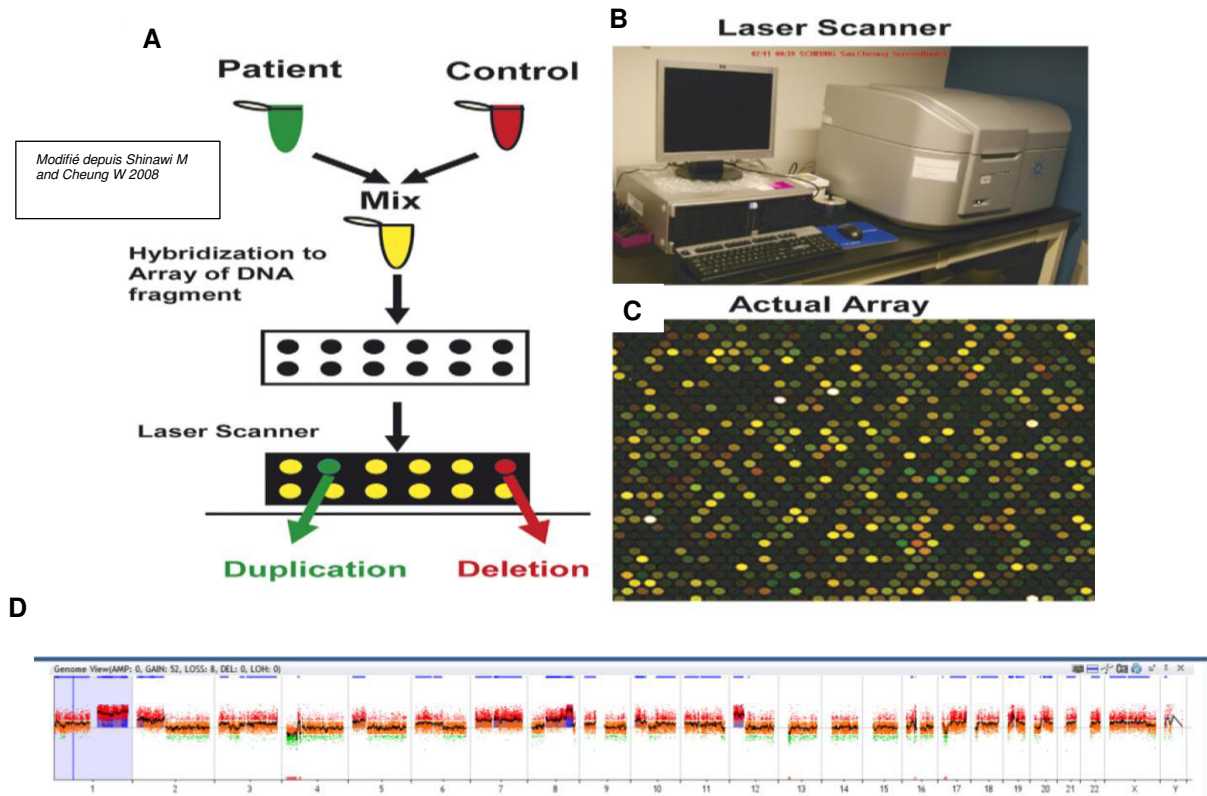 A
Patient
Control
Modifié depuis Shinawi M
and Cheung W 2008
Mix
Hybridization to
Array of DNA
fragment
Laser Scanner
Duplication
Deletion
B
Laser Scanner
C
Actual Array
D
Genome View(AMP: 0, GAIN: 52, LOSS: 8, DEL: 0, LOH: 0)
1 2 3 4 5 6 7 8 9 10 11 12 13 14 15 16 17 18 19 20 21 22 X Y